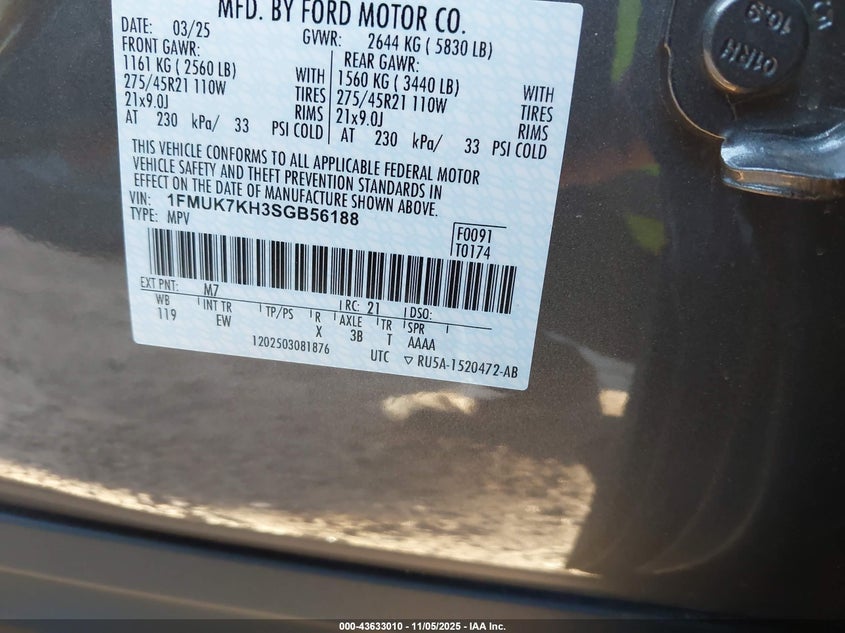 MFD. BY FORD MOTOR CO.
DATE: 03/25 GVWR: 2644 KG ( 5830 LB)
FRONT GAWR: REAR GAWR:
1161 KG ( 2560 LB) WITH 1560 KG ( 3440 LB) WITH
275/45R21 110W TIRES 275/45R21 110W TIRES
21x9.0J RIMS 21x9.0J RIMS
AT 230 kPa/ 33 PSI COLD AT 230 kPa/ 33 PSI COLD
THIS VEHICLE CONFORMS TO ALL APPLICABLE FEDERAL MOTOR
VEHICLE SAFETY AND THEFT PREVENTION STANDARDS IN
EFFECT ON THE DATE OF MANUFACTURE SHOWN ABOVE.
VIN: 1FMUK7KH3SGB56188
TYPE: MPV
F0091
T0174
EXT PNT: M7 RC: 21 DSO:
WB INT TR TP/PS R AXLE TR SPR
119 EW X 3B T AAAA
1202503081876 UTC ▽ RU5A-1520472-AB
10.9
01RH
000-43633010 - 11/05/2025 - IAA Inc.